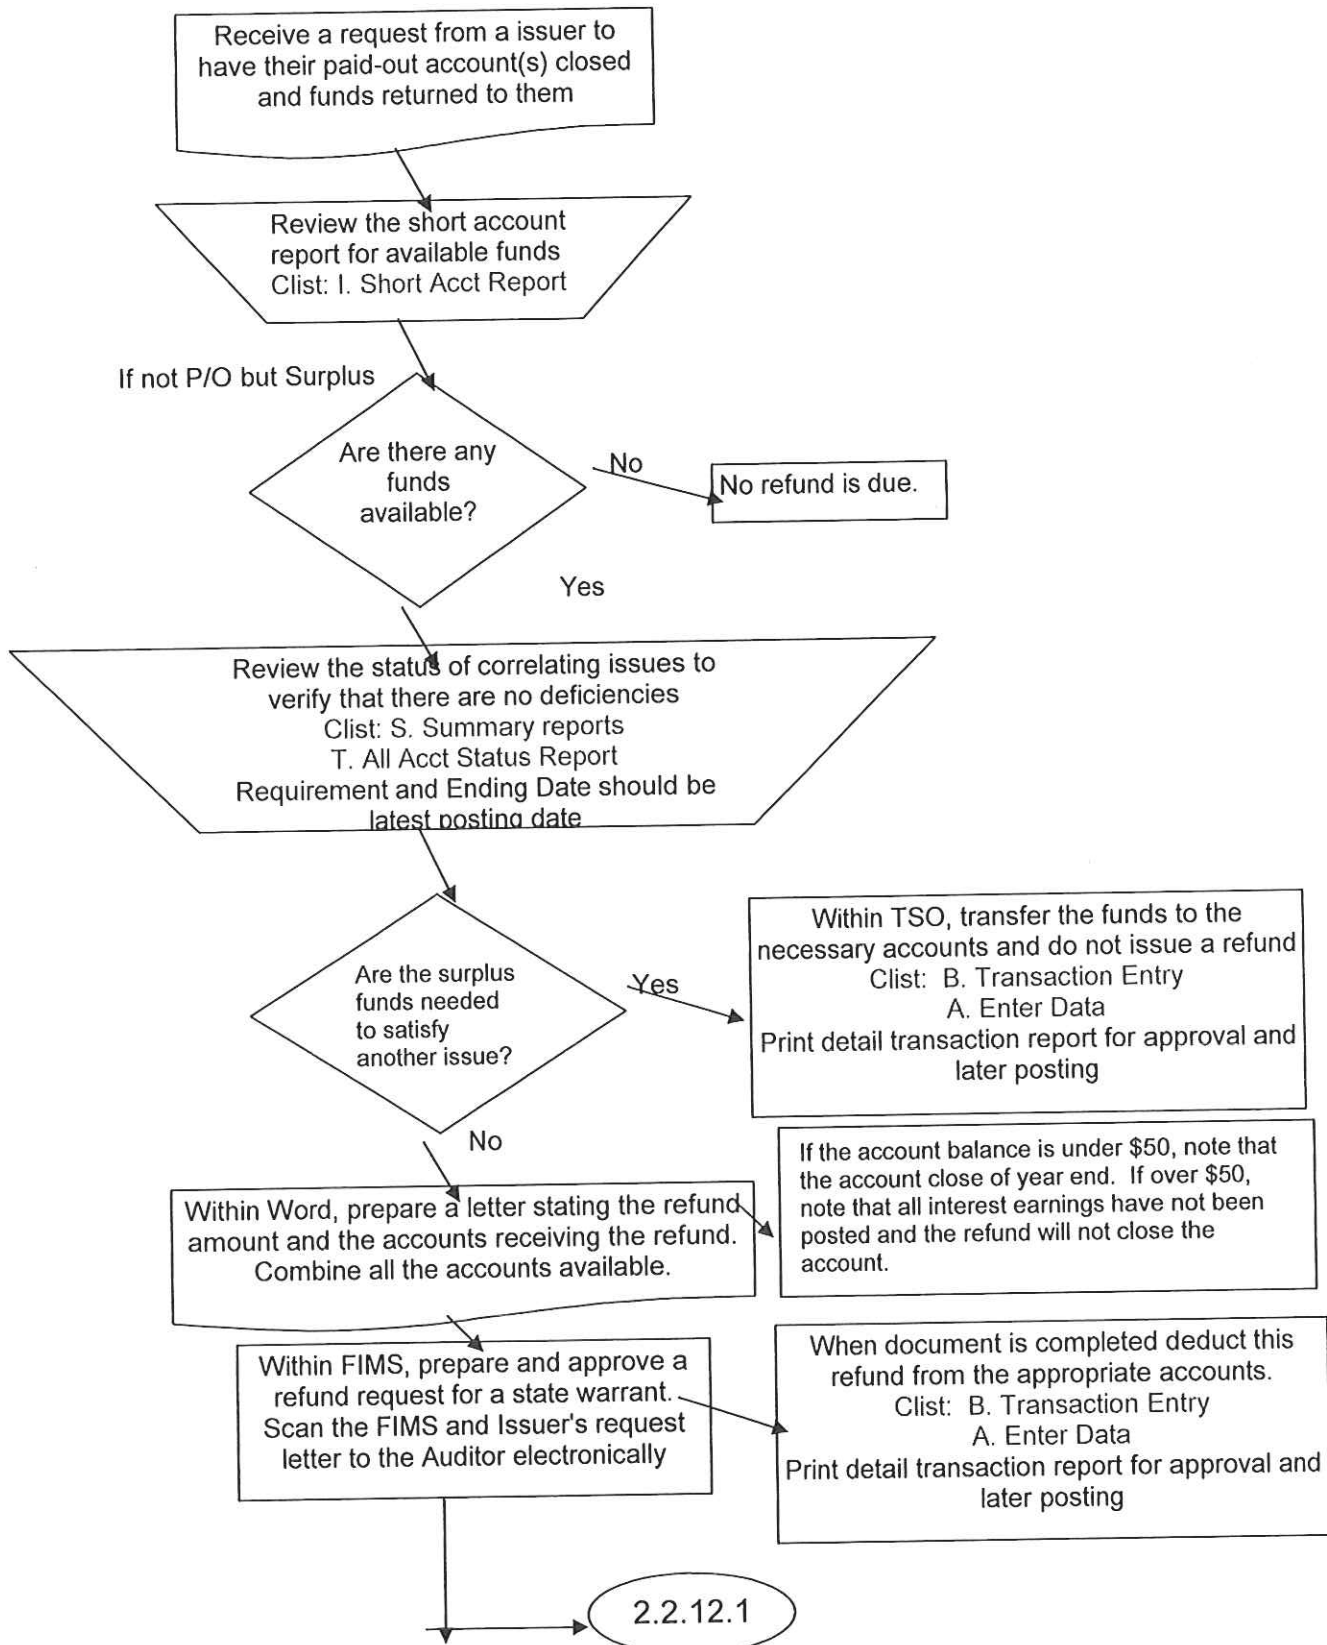 Receive a request from a issuer to
have their paid-out account(s) closed
and funds returned to them
Review the short account
report for available funds
Clist: I. Short Acct Report
If not P/O but Surplus
Are there any
funds
available?
No
No refund is due.
Yes
Review the status of correlating issues to
verify that there are no deficiencies
Clist: S. Summary reports
T. All Acct Status Report
Requirement and Ending Date should be
latest posting date
Are the surplus
funds needed
to satisfy
another issue?
Yes
Within TSO, transfer the funds to the
necessary accounts and do not issue a refund
Clist: B. Transaction Entry
A. Enter Data
Print detail transaction report for approval and
later posting
No
Within Word, prepare a letter stating the refund
amount and the accounts receiving the refund.
Combine all the accounts available.
If the account balance is under $50, note that
the account close of year end. If over $50,
note that all interest earnings have not been
posted and the refund will not close the
account.
Within FIMS, prepare and approve a
refund request for a state warrant.
Scan the FIMS and Issuer's request
letter to the Auditor electronically
When document is completed deduct this
refund from the appropriate accounts.
Clist: B. Transaction Entry
A. Enter Data
Print detail transaction report for approval and
later posting
2.2.12.1